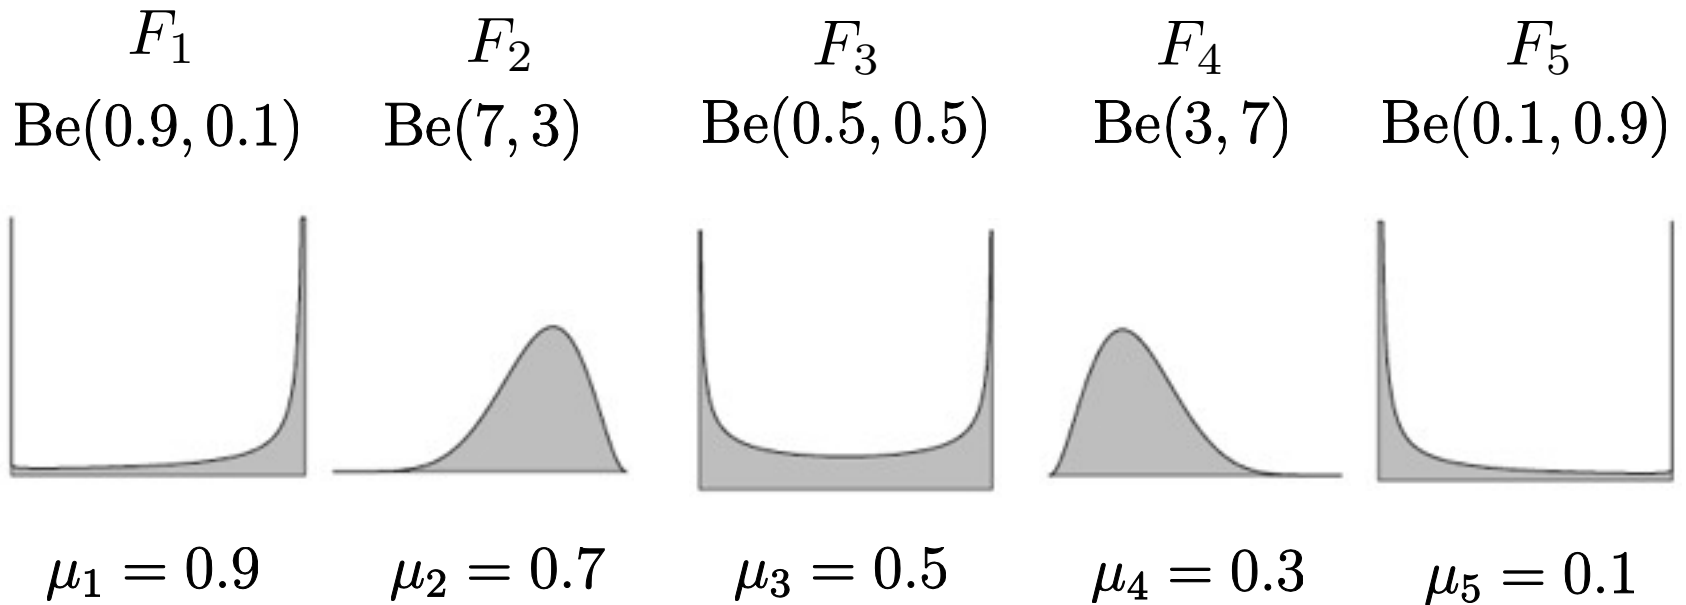 F₁ F₂ F₃ F₄ F₅
Be(0.9, 0.1) Be(7, 3) Be(0.5, 0.5) Be(3, 7) Be(0.1, 0.9)
μ₁ = 0.9 μ₂ = 0.7 μ₃ = 0.5 μ₄ = 0.3 μ₅ = 0.1